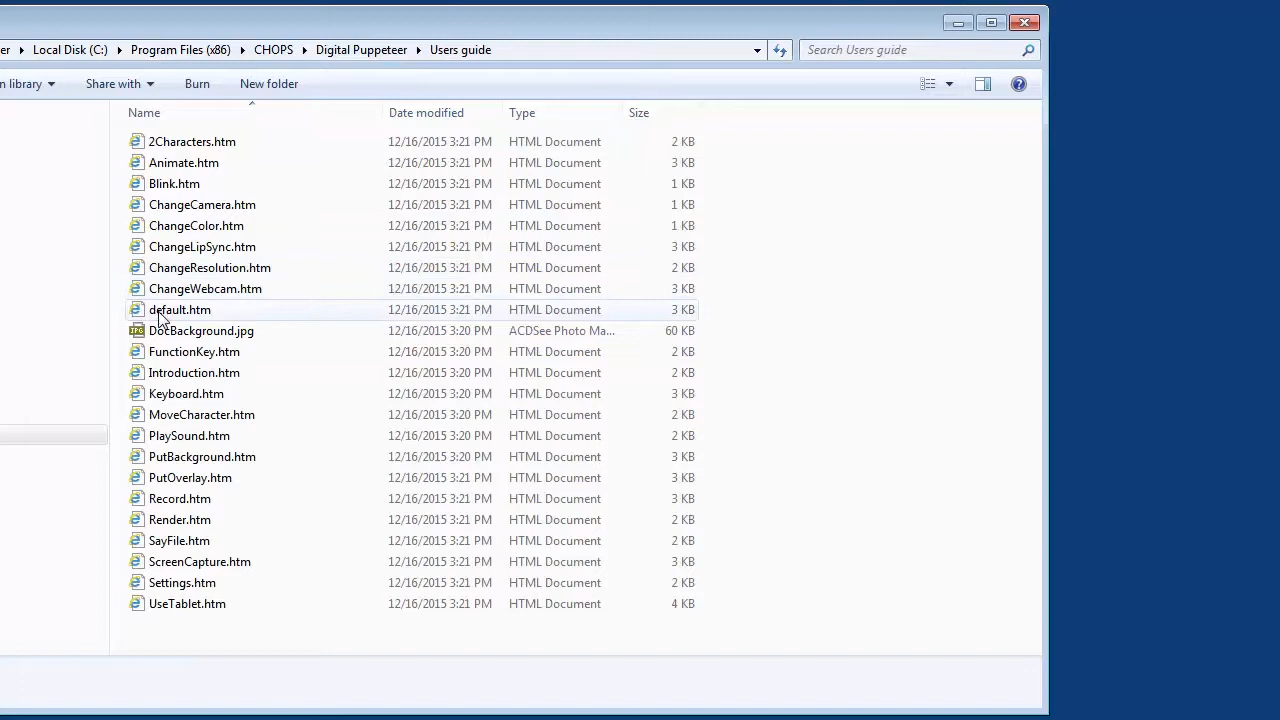 er ▸ Local Disk (C:) ▸ Program Files (x86) ▸ CHOPS ▸ Digital Puppeteer ▸ Users guide Search Users guide
n library Share with Burn New folder
Name Date modified Type Size
2Characters.htm 12/16/2015 3:21 PM HTML Document 2 KB
Animate.htm 12/16/2015 3:21 PM HTML Document 3 KB
Blink.htm 12/16/2015 3:21 PM HTML Document 1 KB
ChangeCamera.htm 12/16/2015 3:21 PM HTML Document 1 KB
ChangeColor.htm 12/16/2015 3:21 PM HTML Document 1 KB
ChangeLipSync.htm 12/16/2015 3:21 PM HTML Document 3 KB
ChangeResolution.htm 12/16/2015 3:21 PM HTML Document 2 KB
ChangeWebcam.htm 12/16/2015 3:21 PM HTML Document 3 KB
default.htm 12/16/2015 3:21 PM HTML Document 3 KB
DocBackground.jpg 12/16/2015 3:20 PM ACDSee Photo Ma... 60 KB
FunctionKey.htm 12/16/2015 3:20 PM HTML Document 2 KB
Introduction.htm 12/16/2015 3:20 PM HTML Document 2 KB
Keyboard.htm 12/16/2015 3:20 PM HTML Document 3 KB
MoveCharacter.htm 12/16/2015 3:20 PM HTML Document 2 KB
PlaySound.htm 12/16/2015 3:20 PM HTML Document 2 KB
PutBackground.htm 12/16/2015 3:20 PM HTML Document 3 KB
PutOverlay.htm 12/16/2015 3:21 PM HTML Document 3 KB
Record.htm 12/16/2015 3:21 PM HTML Document 3 KB
Render.htm 12/16/2015 3:21 PM HTML Document 2 KB
SayFile.htm 12/16/2015 3:21 PM HTML Document 2 KB
ScreenCapture.htm 12/16/2015 3:21 PM HTML Document 3 KB
Settings.htm 12/16/2015 3:21 PM HTML Document 2 KB
UseTablet.htm 12/16/2015 3:21 PM HTML Document 4 KB